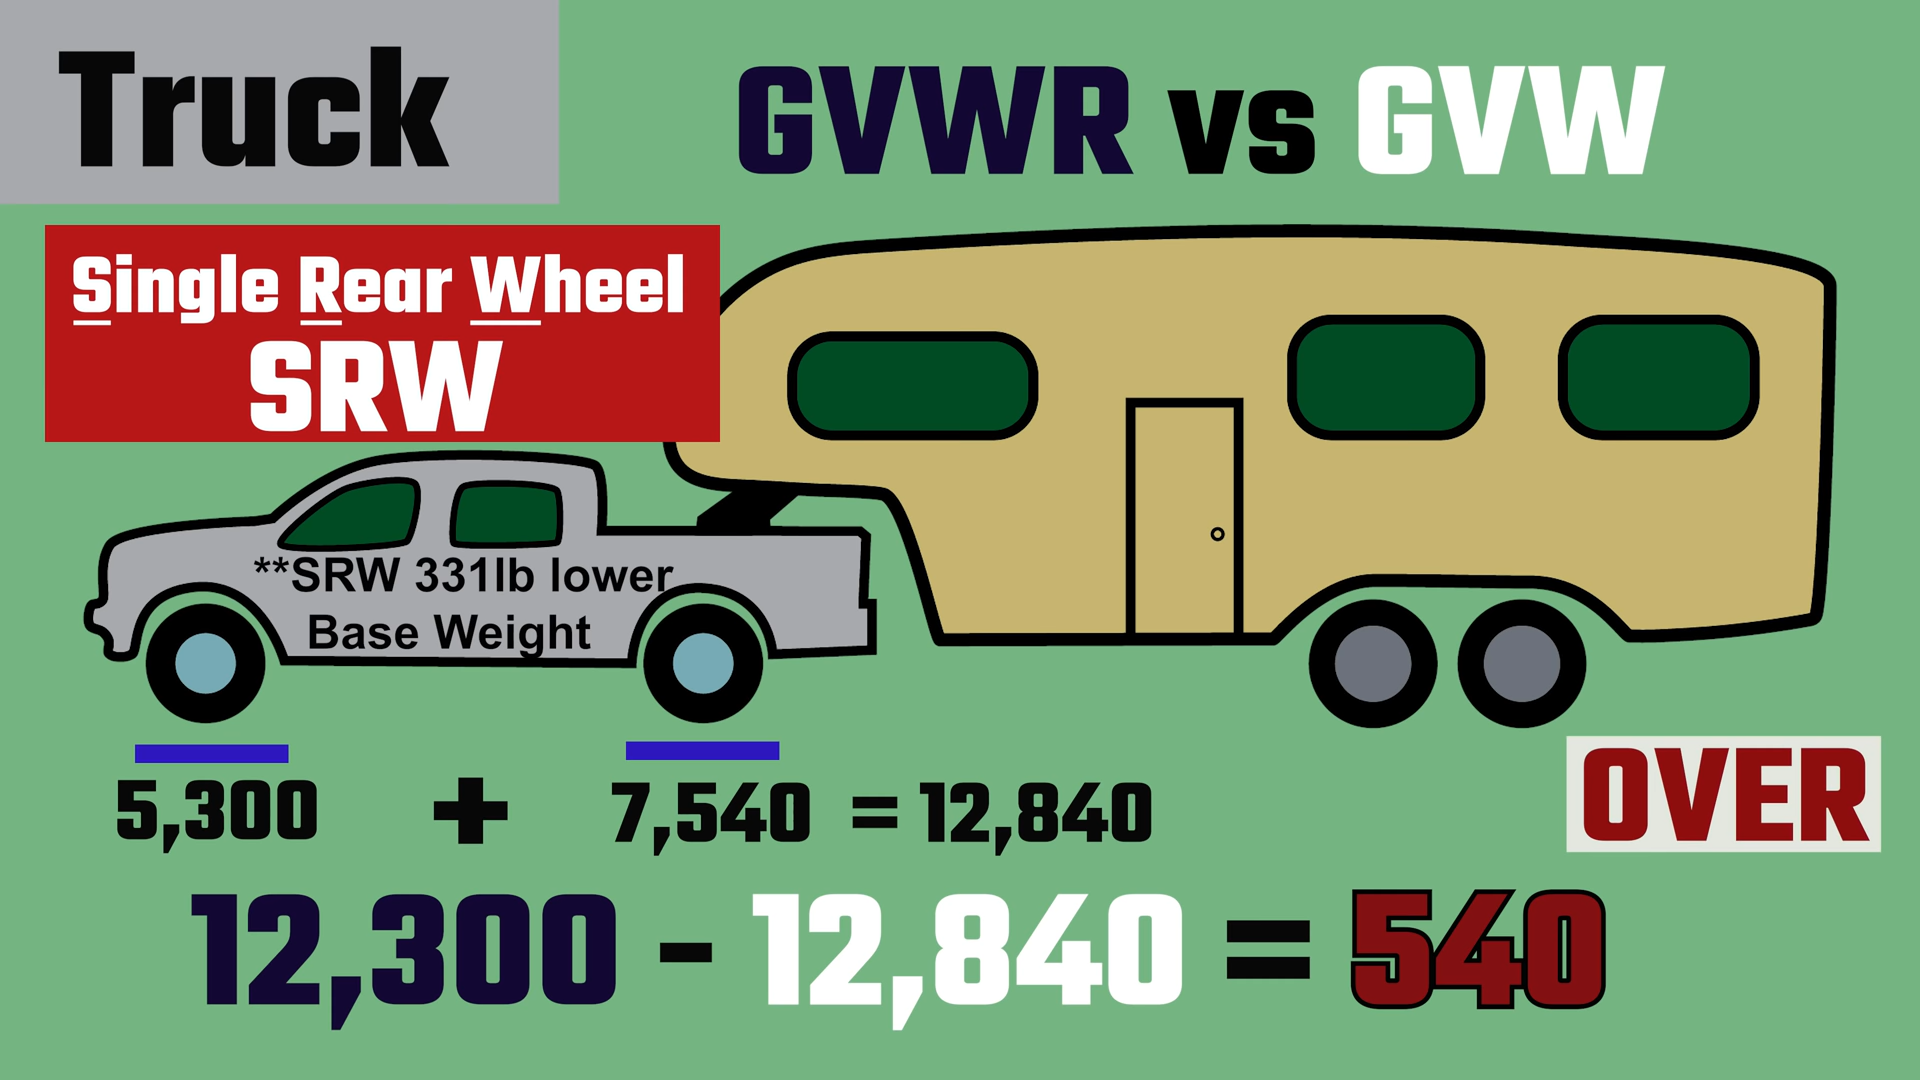 Truck
GVWR vs GVW
Single Rear Wheel
SRW
**SRW 331lb lower
Base Weight
5,300 + 7,540 = 12,840
OVER
12,300 - 12,840 = 540